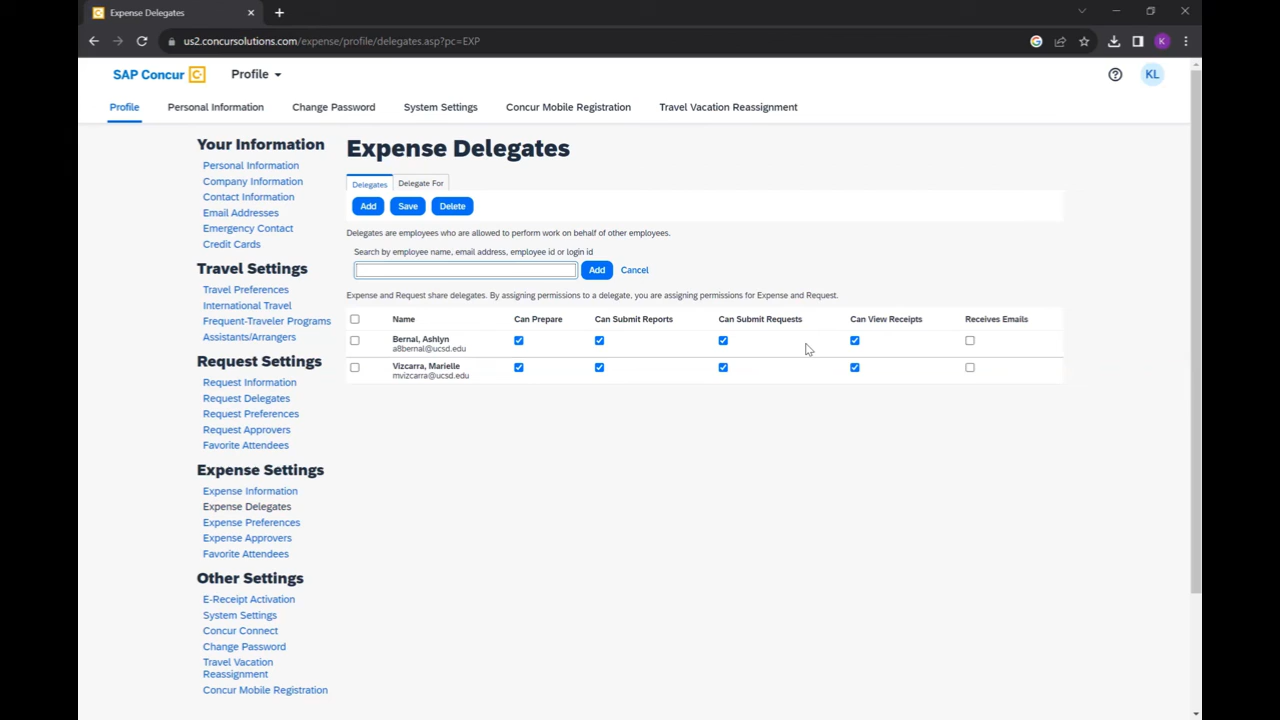 Expense Delegates
us2.concursolutions.com/expense/profile/delegates.asp?pc=EXP
K
SAP Concur C
Profile
KL
Profile
Personal Information
Change Password
System Settings
Concur Mobile Registration
Travel Vacation Reassignment
Your Information
Personal Information
Company Information
Contact Information
Email Addresses
Emergency Contact
Credit Cards
Travel Settings
Travel Preferences
International Travel
Frequent-Traveler Programs
Assistants/Arrangers
Request Settings
Request Information
Request Delegates
Request Preferences
Request Approvers
Favorite Attendees
Expense Settings
Expense Information
Expense Delegates
Expense Preferences
Expense Approvers
Favorite Attendees
Other Settings
E-Receipt Activation
System Settings
Concur Connect
Change Password
Travel Vacation
Reassignment
Concur Mobile Registration
Expense Delegates
Delegates
Delegate For
Add
Save
Delete
Delegates are employees who are allowed to perform work on behalf of other employees.
Search by employee name, email address, employee id or login id
Add
Cancel
Expense and Request share delegates. By assigning permissions to a delegate, you are assigning permissions for Expense and Request.
Name Can Prepare Can Submit Reports Can Submit Requests Can View Receipts Receives Emails
Bernal, Ashlyn
a8bernal@ucsd.edu
Vizcarra, Marielle
mvizcarra@ucsd.edu